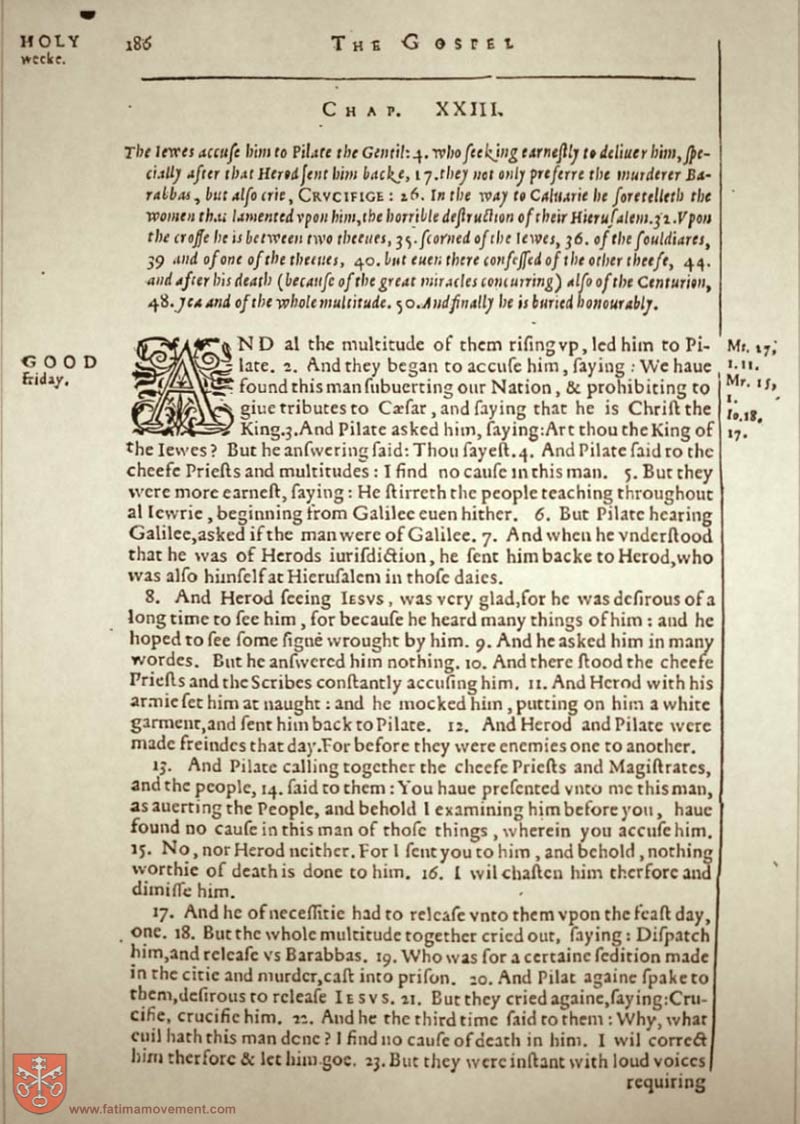 HOLY
weeke.
186
THE GOSPEL
CHAP. XXIII.
The Iewes accuse him to Pilate the Gentil: 4. who seeking earnestly to deliuer him, spe-
cially after that Herod sent him backe, 17. they not only preferre the murderer Ba-
rabbas, but also crie, CRVCIFIGE: 26. In the way to Caluarie he foretelleth the
women that lamented vpon him, the horrible destruction of their Hierusalem. 32. Vpon
the crosse he is between two theeues, 35. scorned of the Iewes, 36. of the souldiares,
39 and of one of the theeues, 40. but euen there confessed of the other theefe, 44.
and after his death (because of the great miracles concurring) also of the Centurion,
48. yea and of the whole multitude. 50. And finally he is buried honourably.
GOOD
friday.
AND al the multitude of them rising vp, led him to Pi-
late. 2. And they began to accuse him, saying: We haue
found this man subuerting our Nation, & prohibiting to
giue tributes to Cæsar, and saying that he is Christ the
King. 3. And Pilate asked him, saying: Art thou the King of
the Iewes? But he answering said: Thou sayest. 4. And Pilate said to the
cheefe Priests and multitudes: I find no cause in this man. 5. But they
were more earnest, saying: He stirreth the people teaching throughout
al Iewrie, beginning from Galilee euen hither. 6. But Pilate hearing
Galilee, asked if the man were of Galilee. 7. And when he vnderstood
that he was of Herods iurisdiction, he sent him backe to Herod, who
was also himself at Hierusalem in those daies.
8. And Herod seeing IESVS, was very glad, for he was desirous of a
long time to see him, for because he heard many things of him: and he
hoped to see some signe wrought by him. 9. And he asked him in many
wordes. But he answered him nothing. 10. And there stood the cheefe
Priests and the Scribes constantly accusing him. 11. And Herod with his
armie set him at naught: and he mocked him, putting on him a white
garment, and sent him back to Pilate. 12. And Herod and Pilate were
made freindes that day. For before they were enemies one to another.
13. And Pilate calling together the cheefe Priests and Magistrates,
and the people, 14. said to them: You haue presented vnto me this man,
as auerting the People, and behold I examining him before you, haue
found no cause in this man of those things, wherein you accuse him.
15. No, nor Herod neither. For I sent you to him, and behold, nothing
worthie of death is done to him. 16. I wil chasten him therfore and
dimisse him.
17. And he of necessitie had to release vnto them vpon the feast day,
one. 18. But the whole multitude together cried out, saying: Dispatch
him, and release vs Barabbas. 19. Who was for a certaine sedition made
in the citie and murder, cast into prison. 20. And Pilat againe spake to
them, desirous to release IESVS. 21. But they cried againe, saying: Cru-
cifie, crucifie him. 22. And he the third time said to them: Why, what
euil hath this man done? I find no cause of death in him. I wil correct
him therfore & let him goe. 23. But they were instant with loud voices
requiring
Mt. 17,
1. 11.
Mr. 15,
1.
Io. 18,
17.
www.fatimamovement.com